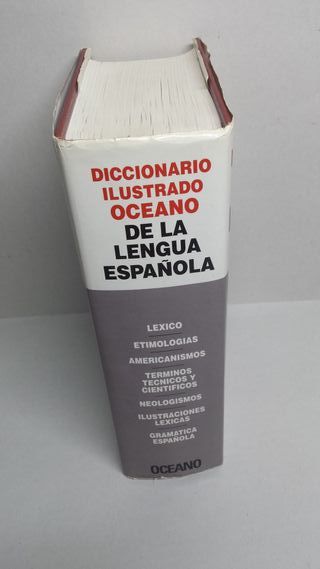 DICCIONARIO
ILUSTRADO
OCEANO
DE LA
LENGUA
ESPAÑOLA
LEXICO
ETIMOLOGIAS
AMERICANISMOS
TERMINOS
TECNICOS Y
CIENTIFICOS
NEOLOGISMOS
ILUSTRACIONES
LEXICAS
GRAMATICA
ESPAÑOLA
OCEANO